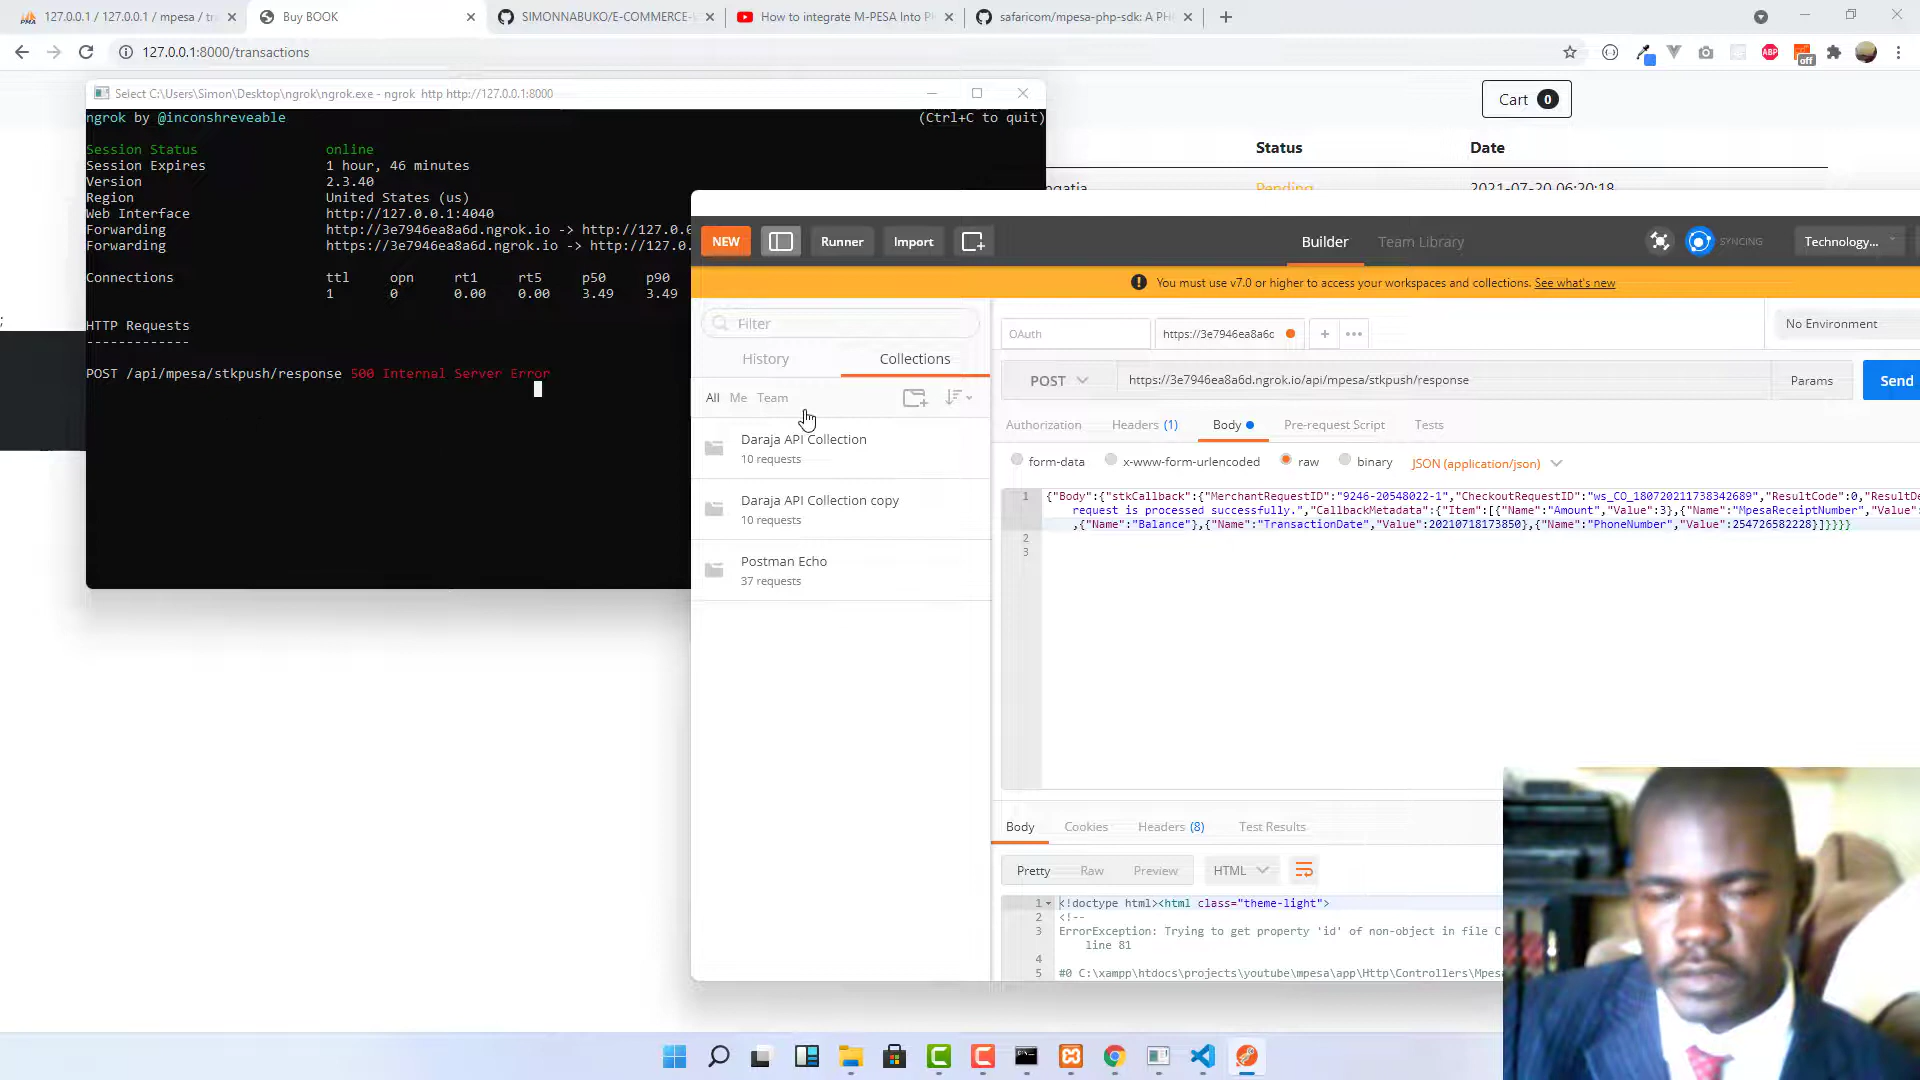 127.0.0.1 / 127.0.0.1 / mpesa / tr
Buy BOOK
SIMONNABUKO/E-COMMERCE-
How to integrate M-PESA Into P
safaricom/mpesa-php-sdk: A PH
127.0.0.1:8000/transactions
ABP
off
Select C:\Users\Simon\Desktop\ngrok\ngrok.exe - ngrok http http://127.0.0.1:8000
ngrok by @inconshreveable
(Ctrl+C to quit)
Cart 0
Status
Date
Session Status online
Session Expires 1 hour, 46 minutes
Version 2.3.40
Region United States (us)
Web Interface http://127.0.0.1:4040
Forwarding http://3e7946ea8a6d.ngrok.io -> http://127.0.0
Forwarding https://3e7946ea8a6d.ngrok.io -> http://127.0.
Connections ttl opn rt1 rt5 p50 p90
1 0 0.00 0.00 3.49 3.49
HTTP Requests
-------------
POST /api/mpesa/stkpush/response 500 Internal Server Error
;
ngatia
Pending
2021-07-20 06:20:18
NEW
Runner
Import
Builder
Team Library
SYNCING
Technology...
You must use v7.0 or higher to access your workspaces and collections. See what's new
Filter
History
Collections
All Me Team
Daraja API Collection
10 requests
Daraja API Collection copy
10 requests
Postman Echo
37 requests
OAuth
https://3e7946ea8a6c
No Environment
POST
https://3e7946ea8a6d.ngrok.io/api/mpesa/stkpush/response
Params
Send
Authorization
Headers (1)
Body
Pre-request Script
Tests
form-data
x-www-form-urlencoded
raw
binary
JSON (application/json)
1 {"Body":{"stkCallback":{"MerchantRequestID":"9246-20548022-1","CheckoutRequestID":"ws_CO_180720211738342689","ResultCode":0,"ResultDe
request is processed successfully.","CallbackMetadata":{"Item":[{"Name":"Amount","Value":3},{"Name":"MpesaReceiptNumber","Value"
,{"Name":"Balance"},{"Name":"TransactionDate","Value":20210718173850},{"Name":"PhoneNumber","Value":254726582228}]}}}}
2
3
Body
Cookies
Headers (8)
Test Results
Pretty
Raw
Preview
HTML
1 <!doctype html><html class="theme-light">
2 <!--
3 ErrorException: Trying to get property 'id' of non-object in file C
line 81
4
5 #0 C:\xampp\htdocs\projects\youtube\mpesa\app\Http\Controllers\Mpes